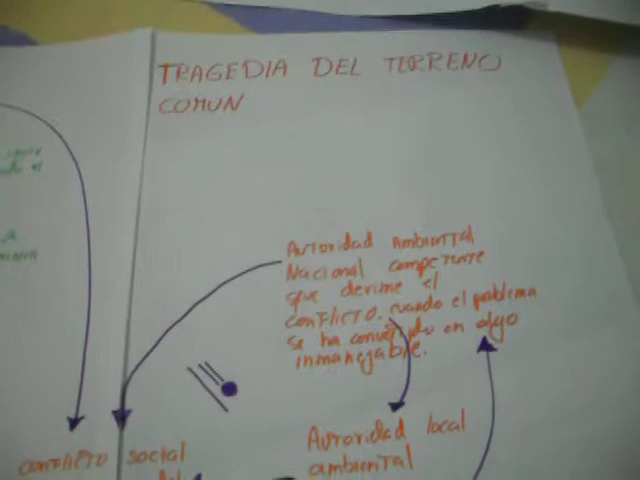 TRAGEDIA DEL TERRENO
COMUN
Autoridad Ambiental
Nacional competente
que derime el
conflicto. cuando el problema
se ha convertido en algo
inmanejable.
Autoridad local
ambiental
conflicto social